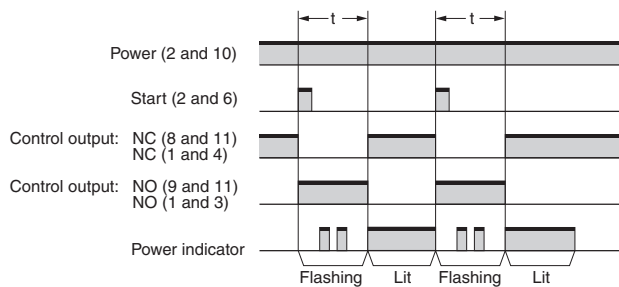 t t
Power (2 and 10)
Start (2 and 6)
Control output: NC (8 and 11)
NC (1 and 4)
Control output: NO (9 and 11)
NO (1 and 3)
Power indicator
Flashing Lit Flashing Lit